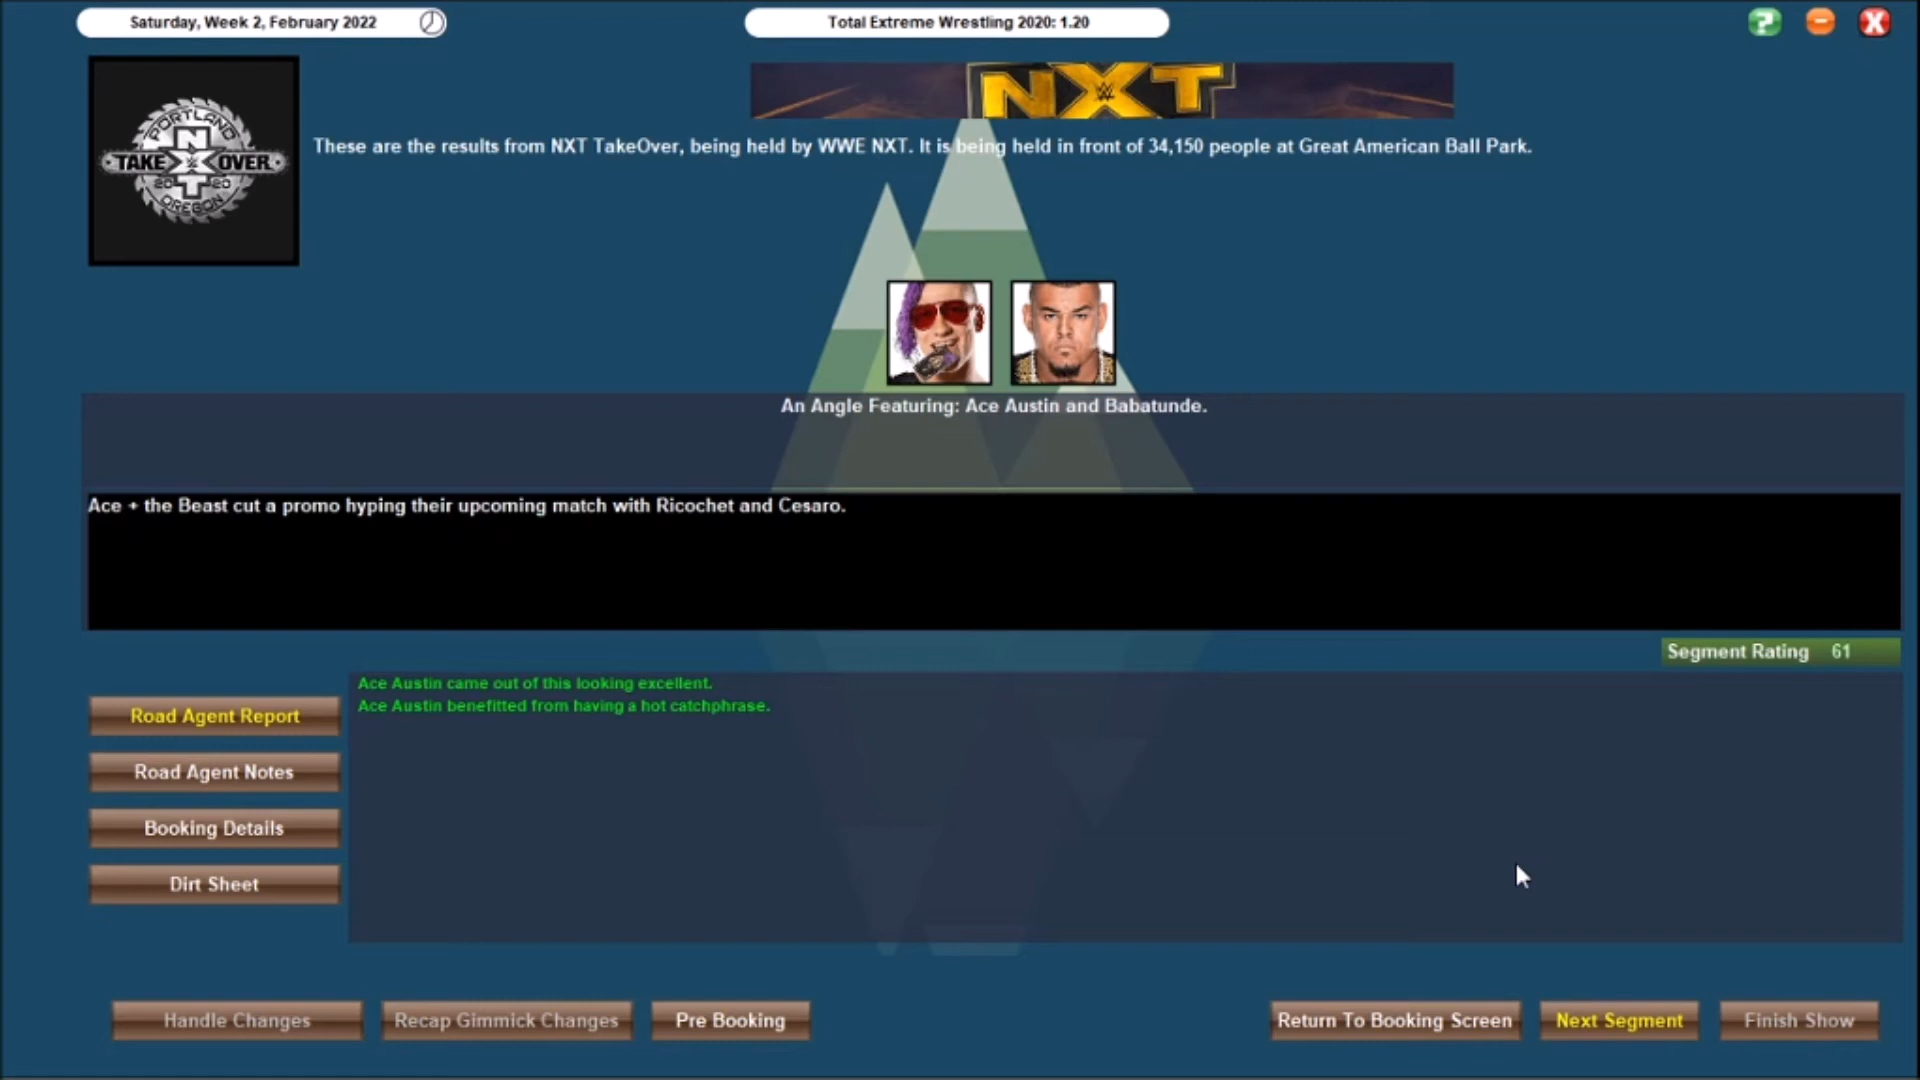 Saturday, Week 2, February 2022
Total Extreme Wrestling 2020: 1.20
?
X
NXT
PORTLAND
N
TAKE X OVER
20 20
T
OREGON
These are the results from NXT TakeOver, being held by WWE NXT. It is being held in front of 34,150 people at Great American Ball Park.
An Angle Featuring: Ace Austin and Babatunde.
Ace + the Beast cut a promo hyping their upcoming match with Ricochet and Cesaro.
Segment Rating 61
Ace Austin came out of this looking excellent.
Ace Austin benefitted from having a hot catchphrase.
Road Agent Report
Road Agent Notes
Booking Details
Dirt Sheet
Handle Changes
Recap Gimmick Changes
Pre Booking
Return To Booking Screen
Next Segment
Finish Show